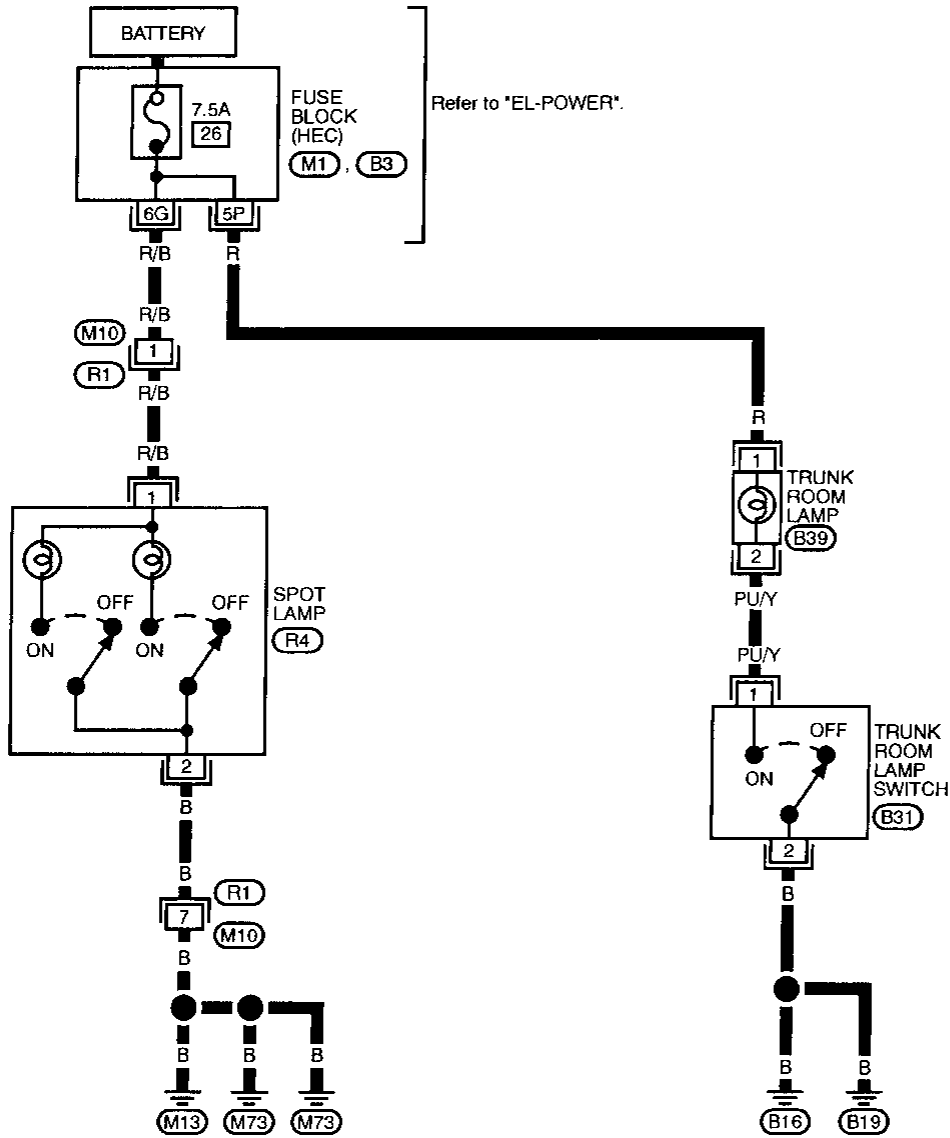 BATTERY
7.5A
26
FUSE
BLOCK
(HEC)
M1 , B3
Refer to "EL-POWER".
6G
5P
R/B
R
R/B
M10
1
R1
R/B
R/B
1
OFF
OFF
ON
ON
SPOT
LAMP
R4
2
B
B
R1
7
M10
B
B
B
B
M13
M73
M73
R
1
TRUNK
ROOM
LAMP
B39
2
PU/Y
PU/Y
1
OFF
ON
TRUNK
ROOM
LAMP
SWITCH
B31
2
B
B
B
B16
B19